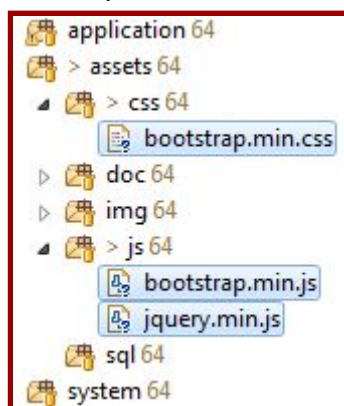 application 64
> assets 64
> css 64
bootstrap.min.css
doc 64
img 64
> js 64
bootstrap.min.js
jquery.min.js
sql 64
system 64